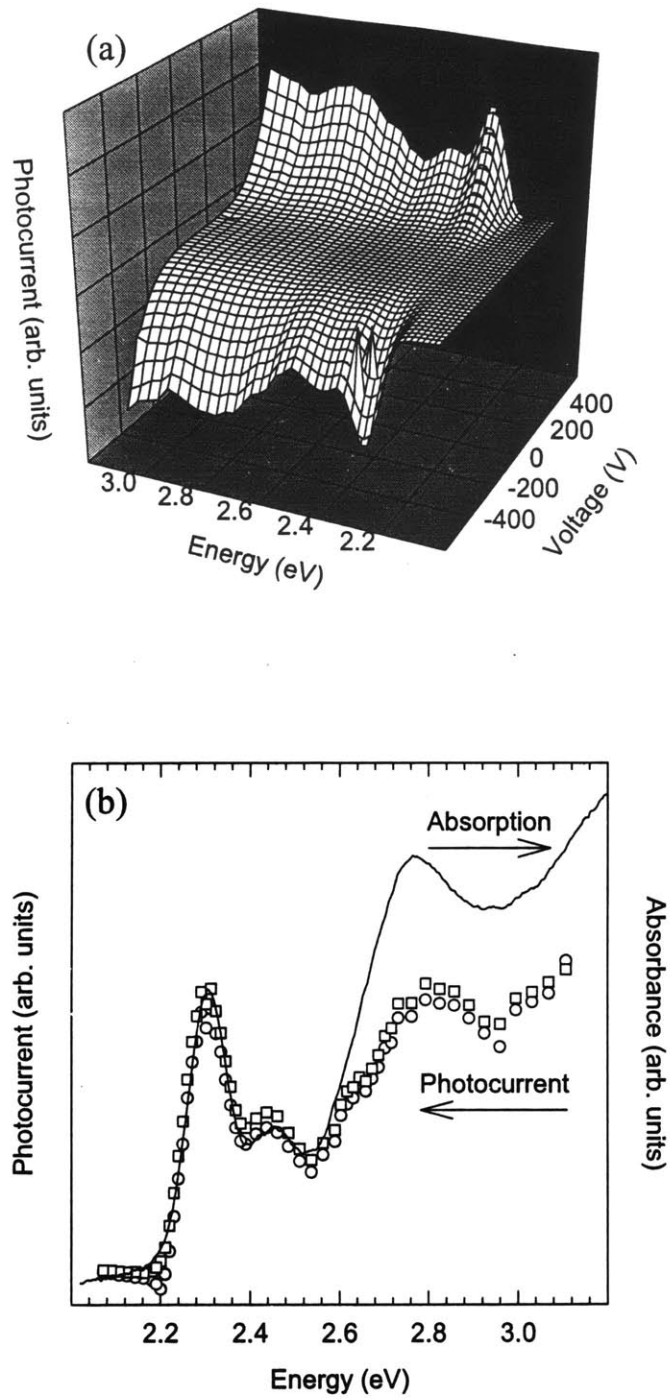 (a)
Photocurrent (arb. units)
3.0
2.8
2.6
2.4
2.2
Energy (eV)
400
200
0
-200
-400
Voltage (V)
(b)
Absorption
Photocurrent
Photocurrent (arb. units)
Absorbance (arb. units)
2.2 2.4 2.6 2.8 3.0
Energy (eV)